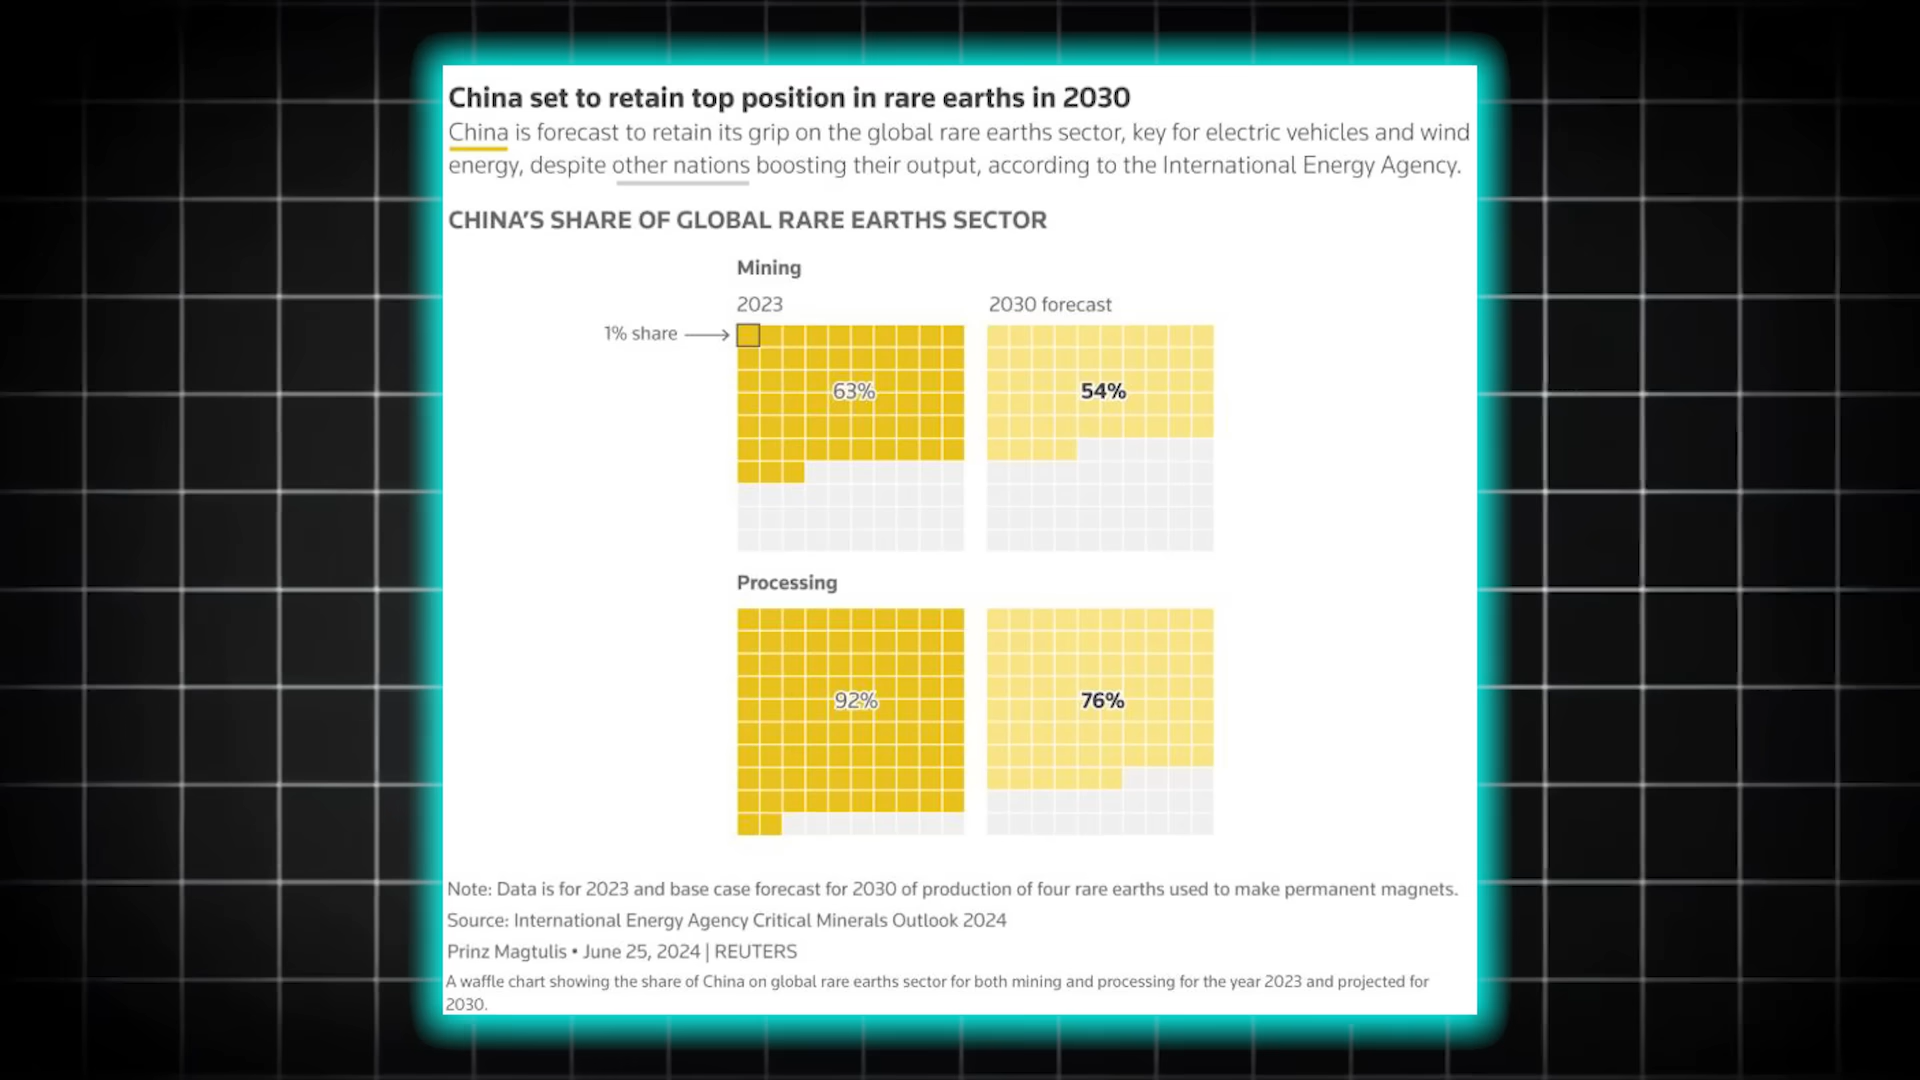 China set to retain top position in rare earths in 2030
China is forecast to retain its grip on the global rare earths sector, key for electric vehicles and wind
energy, despite other nations boosting their output, according to the International Energy Agency.
CHINA’S SHARE OF GLOBAL RARE EARTHS SECTOR
Mining
2023
2030 forecast
1% share
63%
54%
Processing
92%
76%
Note: Data is for 2023 and base case forecast for 2030 of production of four rare earths used to make permanent magnets.
Source: International Energy Agency Critical Minerals Outlook 2024
Prinz Magtulis • June 25, 2024 | REUTERS
A waffle chart showing the share of China on global rare earths sector for both mining and processing for the year 2023 and projected for
2030.